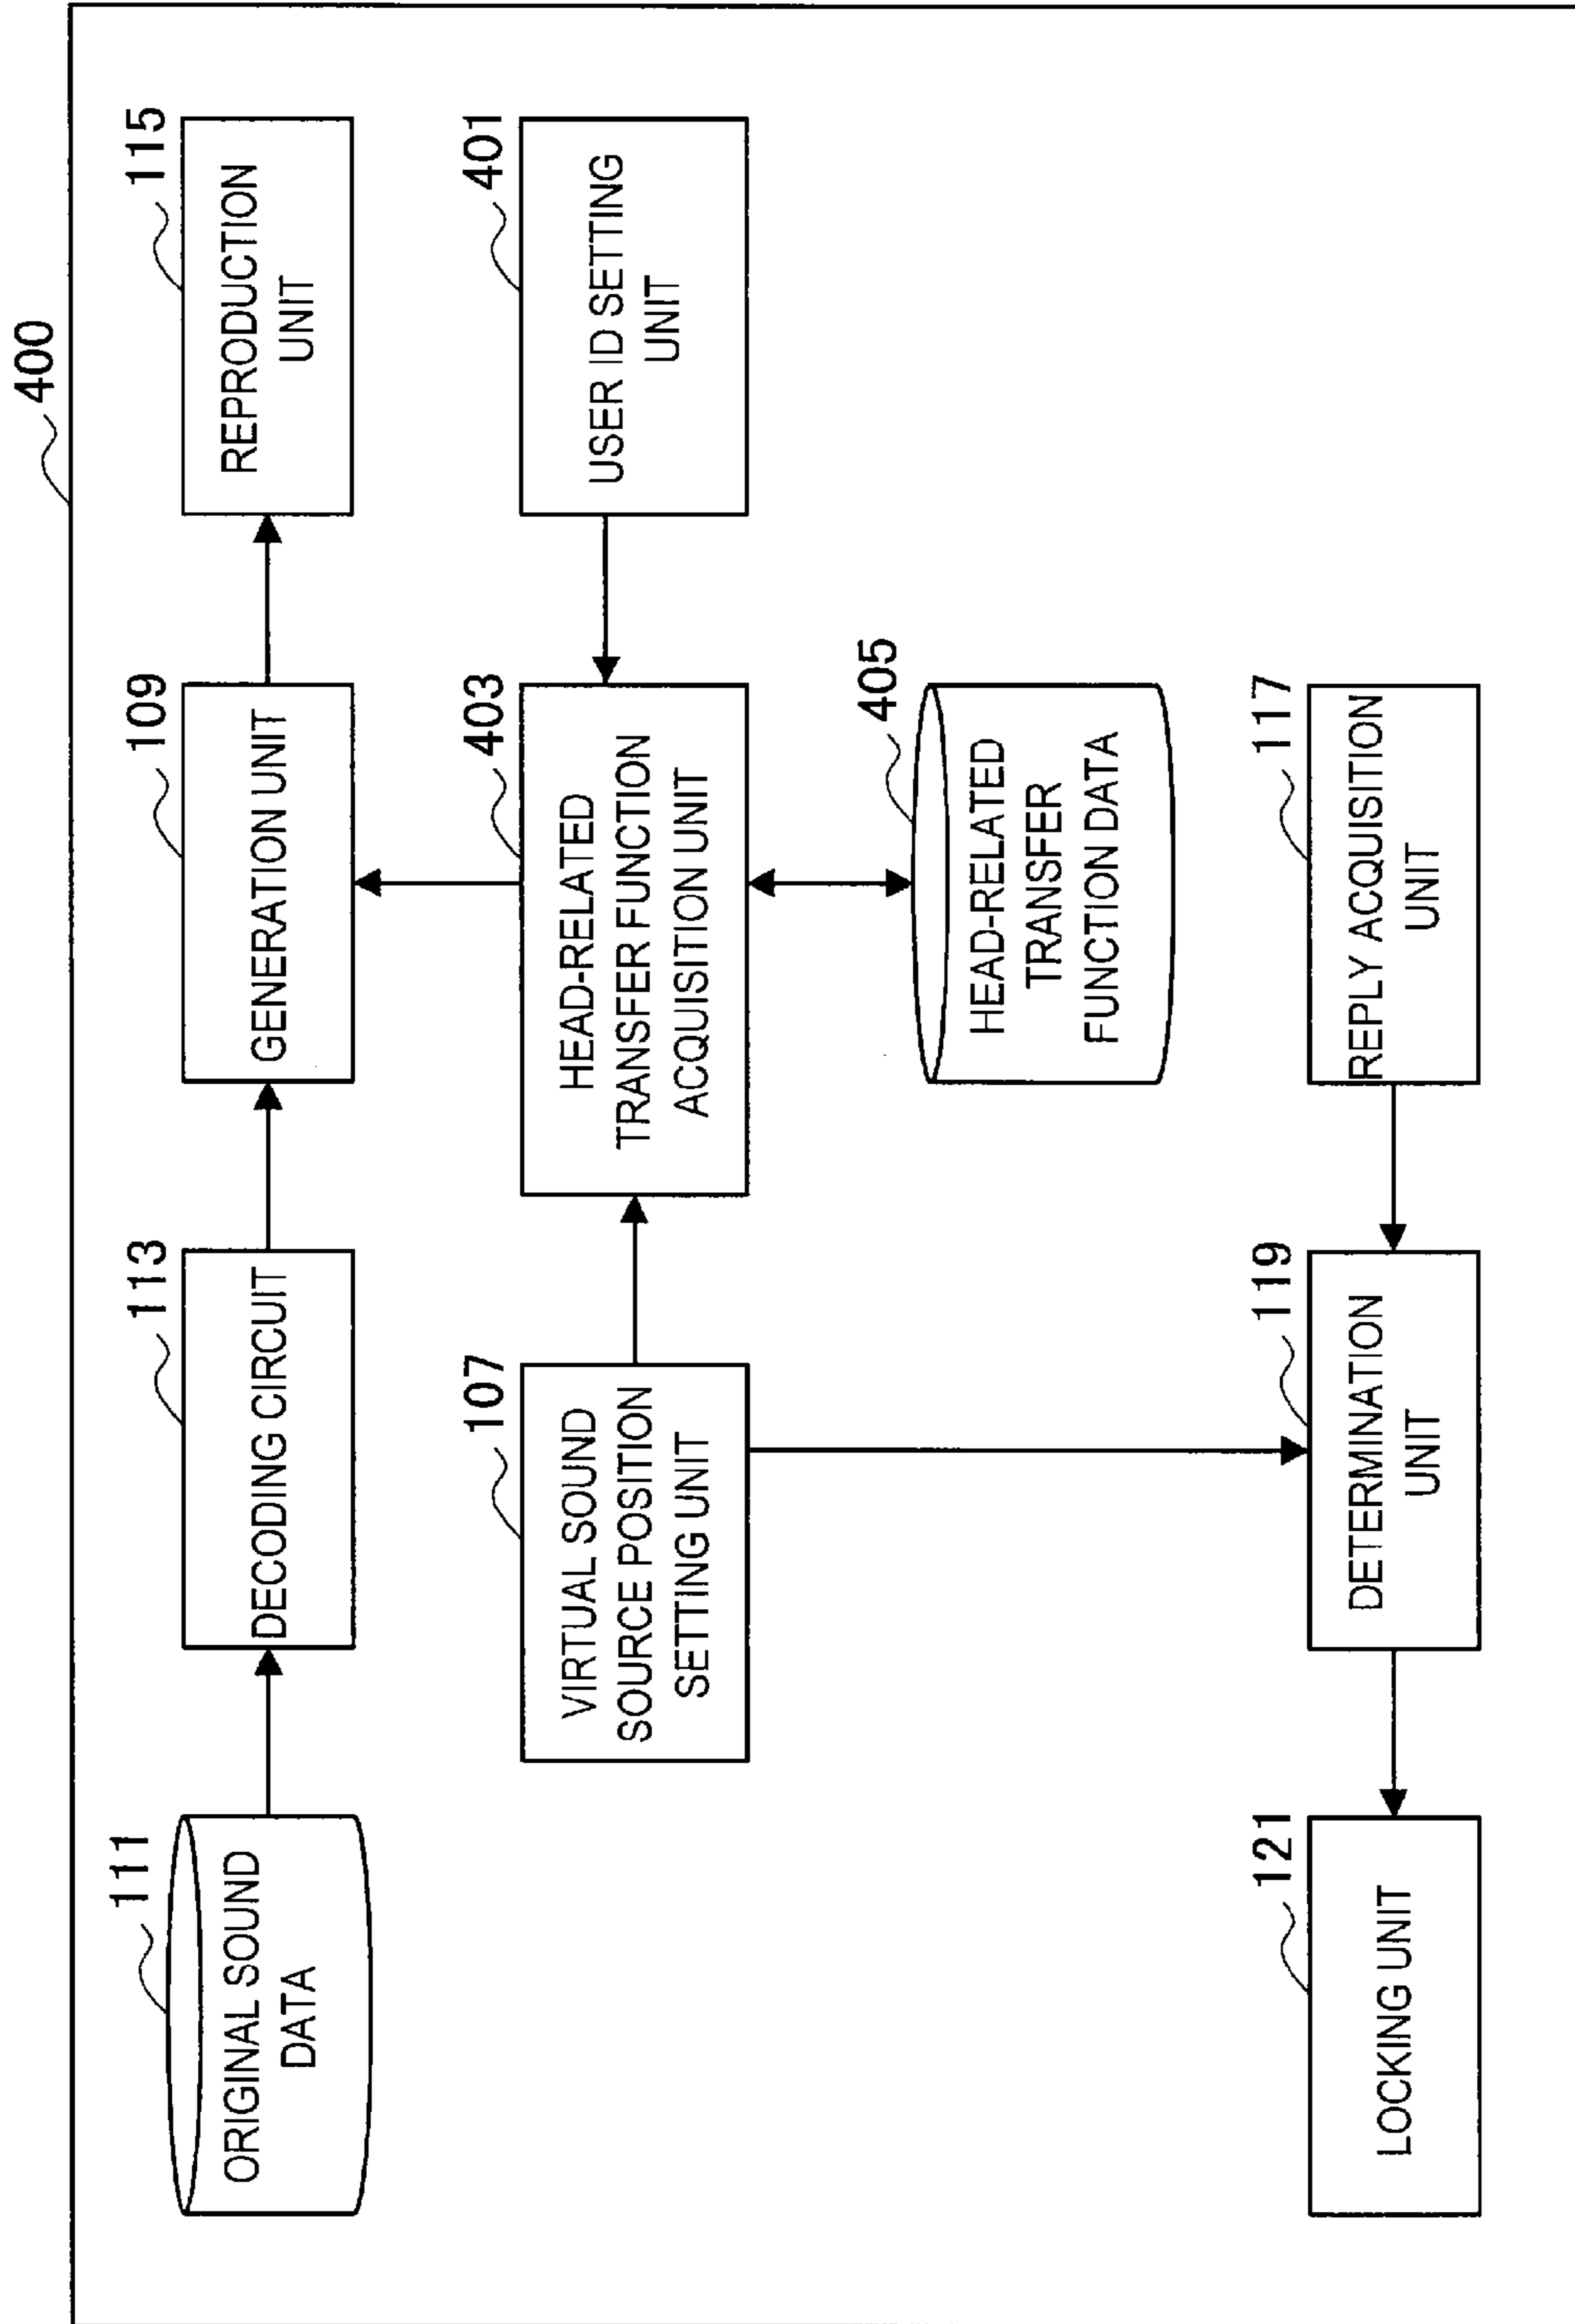 400
111
ORIGINAL SOUND
DATA
113
DECODING CIRCUIT
109
GENERATION UNIT
115
REPRODUCTION
UNIT
107
VIRTUAL SOUND
SOURCE POSITION
SETTING UNIT
403
HEAD-RELATED
TRANSFER FUNCTION
ACQUISITION UNIT
401
USER ID SETTING
UNIT
405
HEAD-RELATED
TRANSFER
FUNCTION DATA
121
LOCKING UNIT
119
DETERMINATION
UNIT
117
REPLY ACQUISITION
UNIT